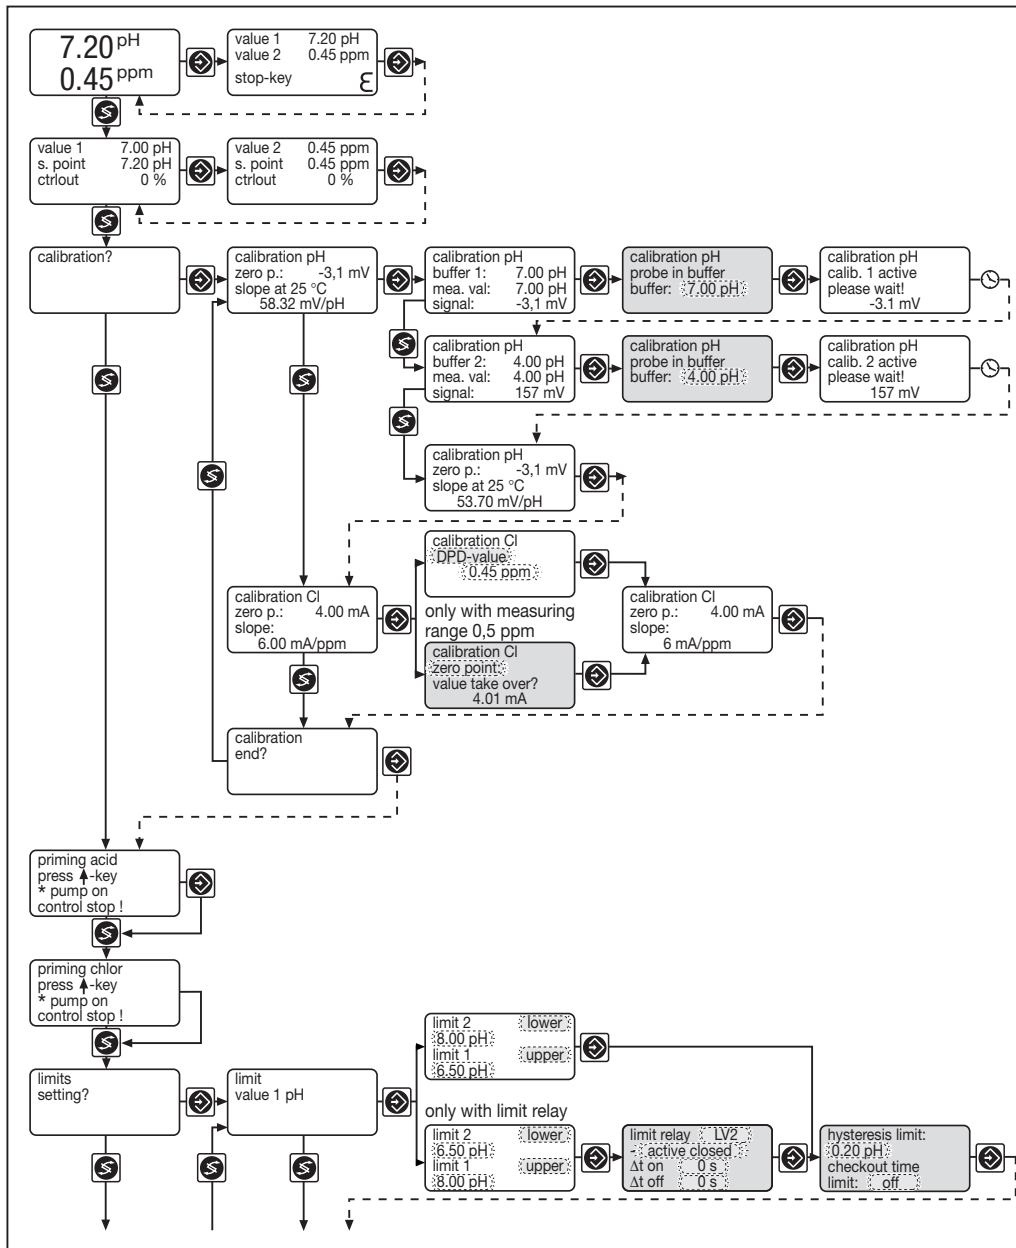 7.20 pH
0.45 ppm
value 1 7.20 pH
value 2 0.45 ppm
stop-key ε
value 1 7.00 pH
s. point 7.20 pH
ctrlout 0 %
value 2 0.45 ppm
s. point 0.45 ppm
ctrlout 0 %
calibration?
calibration pH
zero p.: -3,1 mV
slope at 25 °C
58.32 mV/pH
calibration pH
buffer 1: 7.00 pH
mea. val: 7.00 pH
signal: -3,1 mV
calibration pH
probe in buffer
buffer: 7.00 pH
calibration pH
calib. 1 active
please wait!
-3.1 mV
calibration pH
buffer 2: 4.00 pH
mea. val: 4.00 pH
signal: 157 mV
calibration pH
probe in buffer
buffer: 4.00 pH
calibration pH
calib. 2 active
please wait!
157 mV
calibration pH
zero p.: -3,1 mV
slope at 25 °C
53.70 mV/pH
calibration Cl
zero p.: 4.00 mA
slope:
6.00 mA/ppm
calibration Cl
DPD-value
0.45 ppm
only with measuring
range 0,5 ppm
calibration Cl
zero point:
value take over?
4.01 mA
calibration Cl
zero p.: 4.00 mA
slope:
6 mA/ppm
calibration
end?
priming acid
press ↑-key
* pump on
control stop !
priming chlor
press ↑-key
* pump on
control stop !
limits
setting?
limit
value 1 pH
limit 2 lower
8.00 pH
limit 1 upper
6.50 pH
only with limit relay
limit 2 lower
6.50 pH
limit 1 upper
8.00 pH
limit relay LV2
- active closed
Δt on 0 s
Δt off 0 s
hysteresis limit:
0.20 pH
checkout time
limit: off